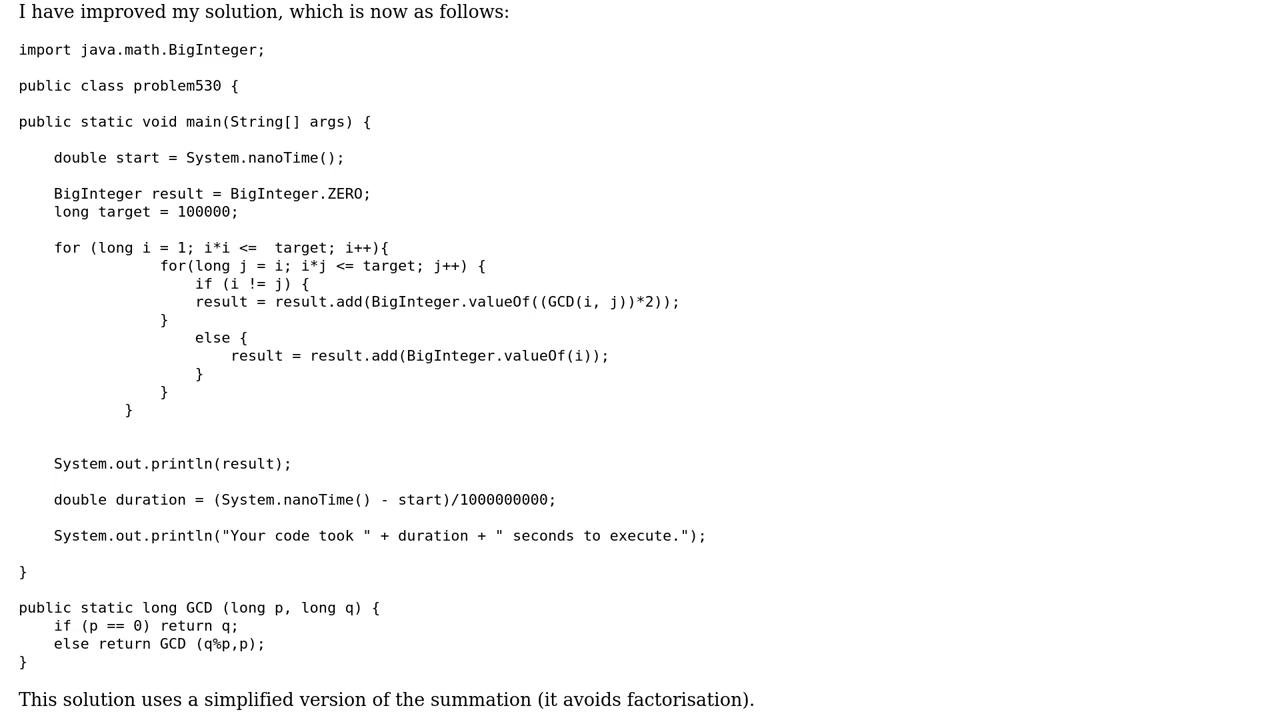 I have improved my solution, which is now as follows:
import java.math.BigInteger;
public class problem530 {
public static void main(String[] args) {
double start = System.nanoTime();
BigInteger result = BigInteger.ZERO;
long target = 100000;
for (long i = 1; i*i <=  target; i++){
for(long j = i; i*j <= target; j++) {
if (i != j) {
result = result.add(BigInteger.valueOf((GCD(i, j))*2));
}
else {
result = result.add(BigInteger.valueOf(i));
}
}
}
System.out.println(result);
double duration = (System.nanoTime() - start)/1000000000;
System.out.println("Your code took " + duration + " seconds to execute.");
}
public static long GCD (long p, long q) {
if (p == 0) return q;
else return GCD (q%p,p);
}
This solution uses a simplified version of the summation (it avoids factorisation).